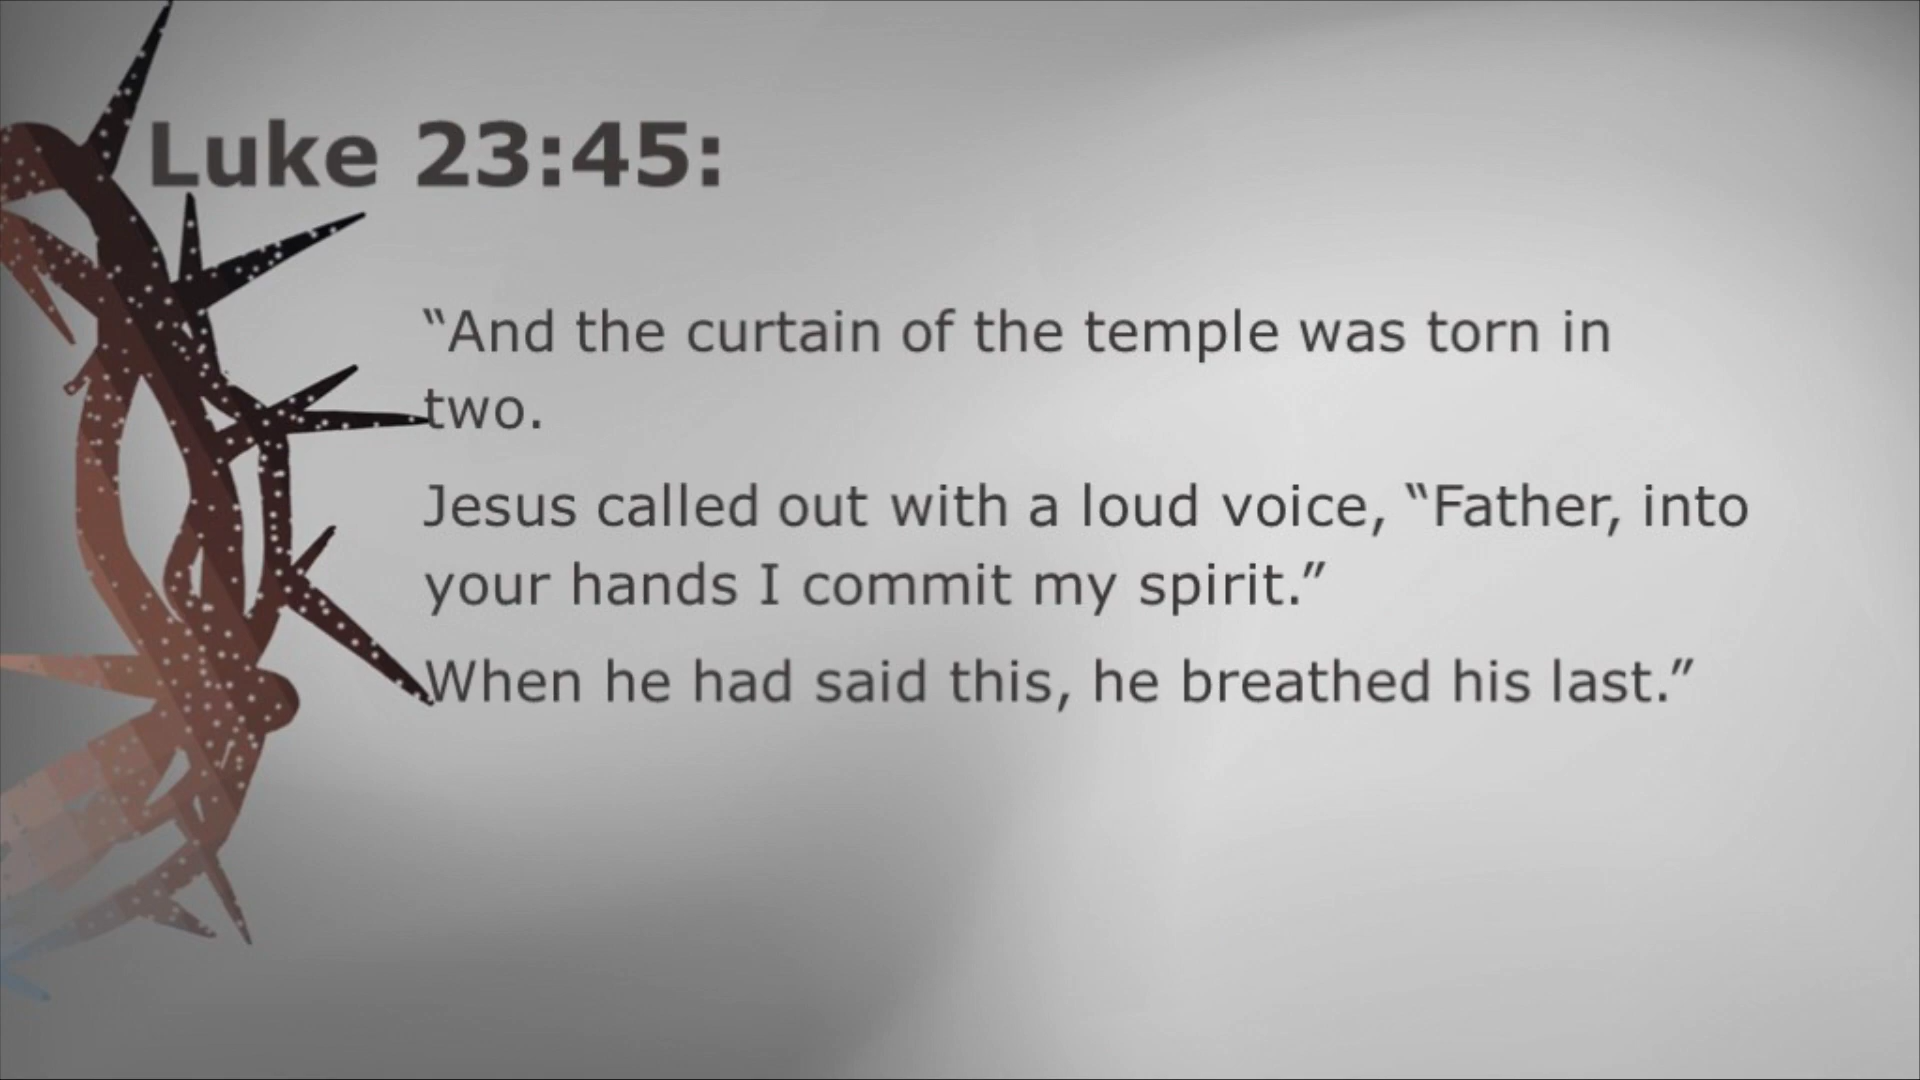 Luke 23:45:
“And the curtain of the temple was torn in
two.
Jesus called out with a loud voice, “Father, into
your hands I commit my spirit.”
When he had said this, he breathed his last.”